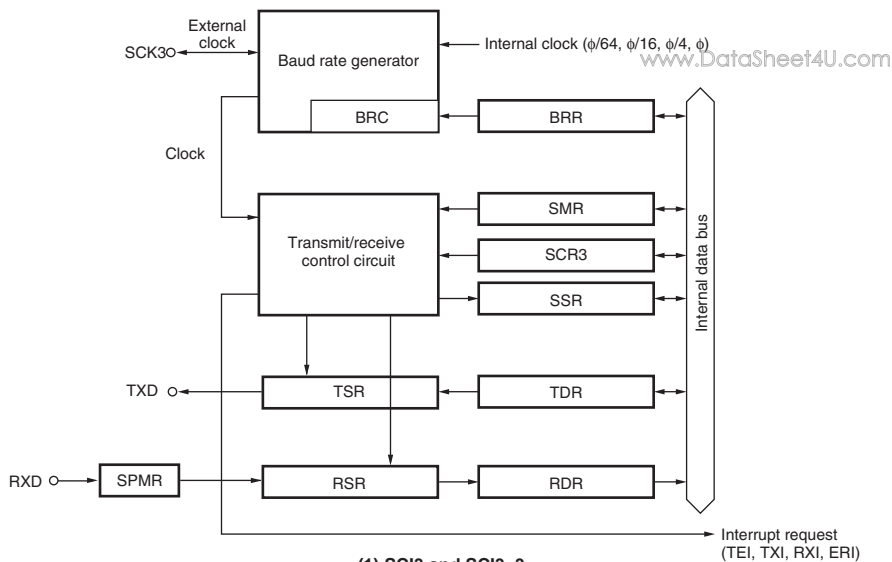 External
clock
SCK3
Baud rate generator
Internal clock (ϕ/64, ϕ/16, ϕ/4, ϕ)
www.DataSheet4U.com
BRC
BRR
Clock
SMR
Transmit/receive
control circuit
SCR3
SSR
Internal data bus
TXD
TSR
TDR
RXD
SPMR
RSR
RDR
Interrupt request
(TEI, TXI, RXI, ERI)